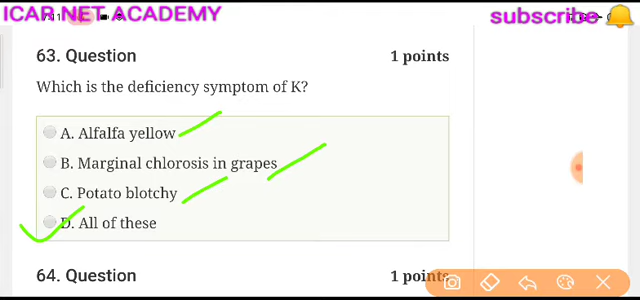 ICAR NET ACADEMY
subscribe
63. Question
1 points
Which is the deficiency symptom of K?
A. Alfalfa yellow
B. Marginal chlorosis in grapes
C. Potato blotchy
D. All of these
64. Question
1 points